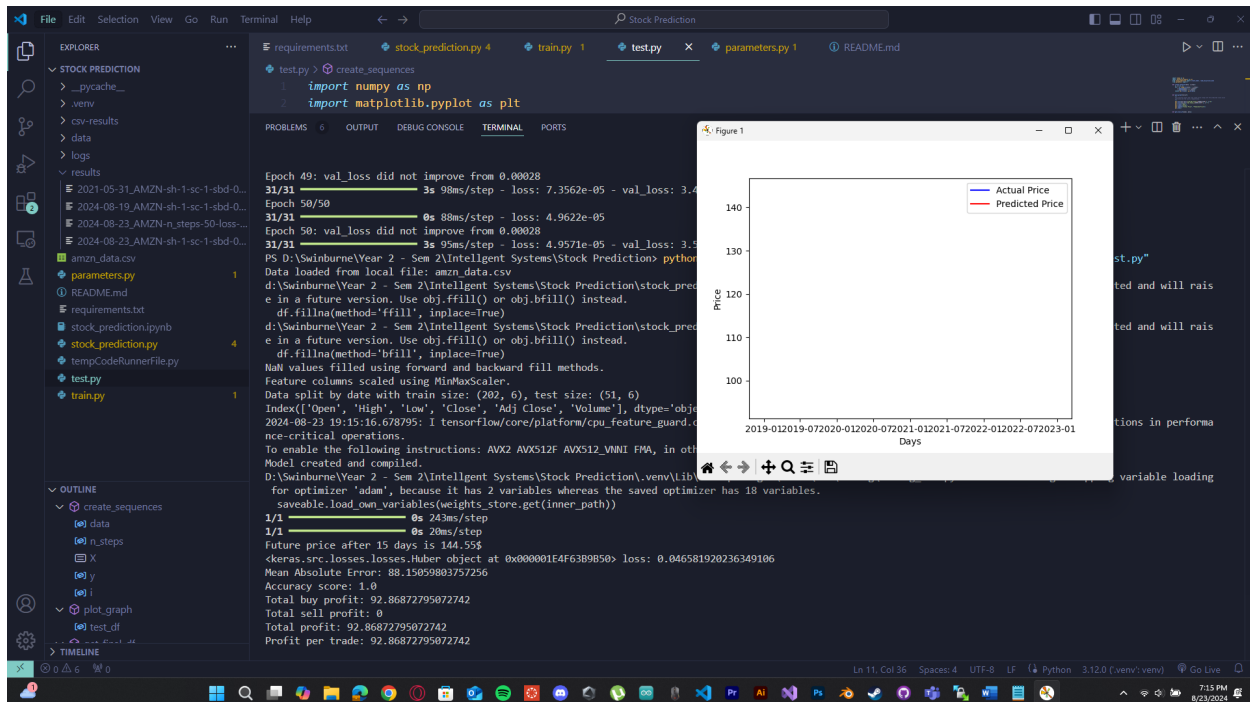 File Edit Selection View Go Run Terminal Help
Stock Prediction
EXPLORER
requirements.txt
stock_prediction.py 4
train.py 1
test.py
parameters.py 1
README.md
STOCK PREDICTION
test.py > create_sequences
__pycache__
1 import numpy as np
.venv
2 import matplotlib.pyplot as plt
csv-results
data
logs
results
2021-05-31_AMZN-sh-1-sc-1-sbd-0...
2024-08-19_AMZN-sh-1-sc-1-sbd-0...
2024-08-23_AMZN-n_steps-50-loss-...
2024-08-23_AMZN-sh-1-sc-1-sbd-0...
amzn_data.csv
parameters.py 1
README.md
requirements.txt
stock_prediction.ipynb
stock_prediction.py 4
tempCodeRunnerFile.py
test.py
train.py 1
OUTLINE
create_sequences
data
n_steps
X
y
i
plot_graph
test_df
TIMELINE
PROBLEMS 6 OUTPUT DEBUG CONSOLE TERMINAL PORTS
Epoch 49: val_loss did not improve from 0.00028
31/31 3s 98ms/step - loss: 7.3562e-05 - val_loss: 3.4
Epoch 50/50
31/31 0s 88ms/step - loss: 4.9622e-05
Epoch 50: val_loss did not improve from 0.00028
31/31 3s 95ms/step - loss: 4.9571e-05 - val_loss: 3.5
PS D:\Swinburne\Year 2 - Sem 2\Intellgent Systems\Stock Prediction> python st.py"
Data loaded from local file: amzn_data.csv
d:\Swinburne\Year 2 - Sem 2\Intellgent Systems\Stock Prediction\stock_pred ted and will rais
e in a future version. Use obj.ffill() or obj.bfill() instead.
df.fillna(method='ffill', inplace=True)
d:\Swinburne\Year 2 - Sem 2\Intellgent Systems\Stock Prediction\stock_pred ted and will rais
e in a future version. Use obj.ffill() or obj.bfill() instead.
df.fillna(method='bfill', inplace=True)
NaN values filled using forward and backward fill methods.
Feature columns scaled using MinMaxScaler.
Data split by date with train size: (202, 6), test size: (51, 6)
Index(['Open', 'High', 'Low', 'Close', 'Adj Close', 'Volume'], dtype='obje
2024-08-23 19:15:16.678795: I tensorflow/core/platform/cpu_feature_guard.c tions in performa
nce-critical operations.
To enable the following instructions: AVX2 AVX512F AVX512_VNNI FMA, in oth
Model created and compiled.
D:\Swinburne\Year 2 - Sem 2\Intellgent Systems\Stock Prediction\.venv\Lib\ variable loading
for optimizer 'adam', because it has 2 variables whereas the saved optimizer has 18 variables.
saveable.load_own_variables(weights_store.get(inner_path))
1/1 0s 243ms/step
1/1 0s 20ms/step
Future price after 15 days is 144.55$
<keras.src.losses.losses.Huber object at 0x000001E4F63B9B50> loss: 0.046581920236349106
Mean Absolute Error: 88.15059803757256
Accuracy score: 1.0
Total buy profit: 92.86872795072742
Total sell profit: 0
Total profit: 92.86872795072742
Profit per trade: 92.86872795072742
Figure 1
Actual Price
Predicted Price
140
130
120
110
100
Price
2019-01 2019-07 2020-01 2020-07 2021-01 2021-07 2022-01 2022-07 2023-01
Days
0 6 0
Ln 11, Col 36 Spaces: 4 UTF-8 LF Python 3.12.0 ('.venv': venv) Go Live
7:15 PM
8/23/2024